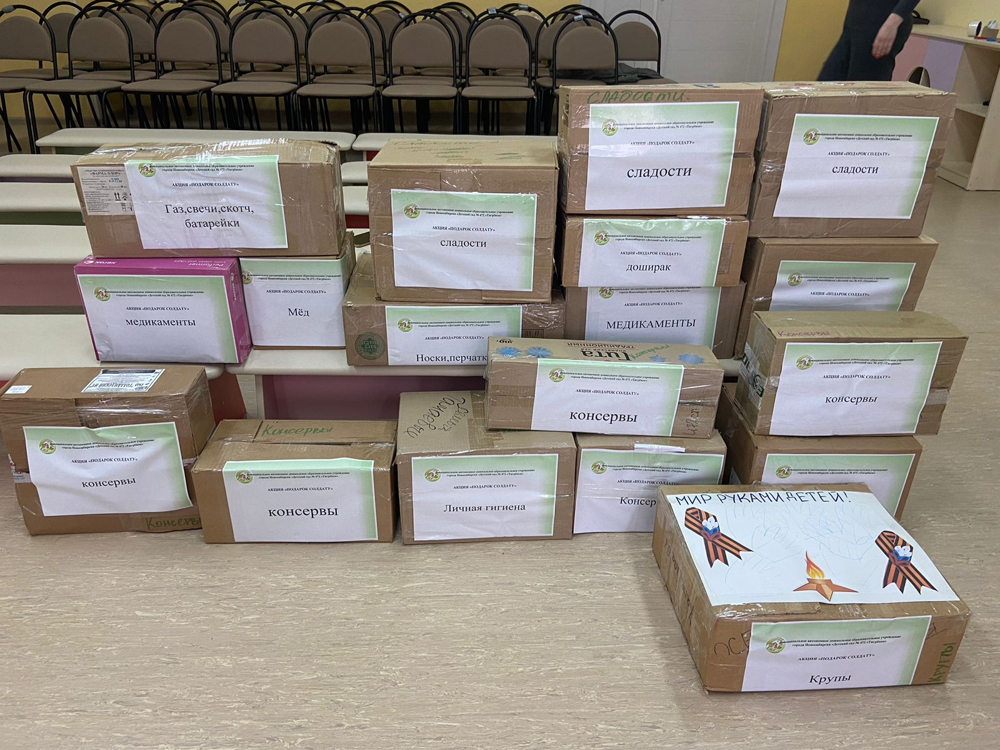 СЛАДОСТИ.
Муниципальное автономное дошкольное образовательное учреждение
города Новосибирска «Детский сад № 472 «Тигрёнок»
АКЦИЯ «ПОДАРОК СОЛДАТУ»
сладости
Муниципальное автономное дошкольное образовательное учреждение
города Новосибирска «Детский сад № 472 «Тигрёнок»
АКЦИЯ «ПОДАРОК СОЛДАТУ»
сладости
«ФАРМА-ХЛОР»
Муниципальное автономное дошкольное образовательное учреждение
города Новосибирска «Детский сад № 472 «Тигрёнок»
АКЦИЯ «ПОДАРОК СОЛДАТУ»
Газ,свечи,скотч,
батарейки
Муниципальное автономное дошкольное образовательное учреждение
города Новосибирска «Детский сад № 472 «Тигрёнок»
АКЦИЯ «ПОДАРОК СОЛДАТУ»
сладости
Муниципальное автономное дошкольное образовательное учреждение
города Новосибирска «Детский сад № 472 «Тигрёнок»
АКЦИЯ «ПОДАРОК СОЛДАТУ»
доширак
xerox
Performer
Муниципальное автономное дошкольное образовательное учреждение
города Новосибирска «Детский сад № 472 «Тигрёнок»
АКЦИЯ «ПОДАРОК СОЛДАТУ»
медикаменты
Муниципальное автономное дошкольное образовательное учреждение
города Новосибирска «Детский сад № 472 «Тигрёнок»
АКЦИЯ «ПОДАРОК СОЛДАТУ»
Мёд
Муниципальное автономное дошкольное образовательное учреждение
города Новосибирска «Детский сад № 472 «Тигрёнок»
АКЦИЯ «ПОДАРОК СОЛДАТУ»
Носки,перчатк
Муниципальное автономное дошкольное образовательное учреждение
города Новосибирска «Детский сад № 472 «Тигрёнок»
АКЦИЯ «ПОДАРОК СОЛДАТУ»
МЕДИКАМЕНТЫ
Муниципальное автономное дошкольное образовательное учреждение
города Новосибирска «Детский сад № 472 «Тигрёнок»
АКЦИЯ «ПОДАРОК СОЛДАТУ»
100г
ТРАДИЦИОННЫЙ
ИНДИЙСКИЙ ЧАЙ
Гита
Консервы
Муниципальное автономное дошкольное образовательное учреждение
города Новосибирска «Детский сад № 472 «Тигрёнок»
АКЦИЯ «ПОДАРОК СОЛДАТУ»
консервы
472сп
Консервы
Муниципальное автономное дошкольное образовательное учреждение
города Новосибирска «Детский сад № 472 «Тигрёнок»
АКЦИЯ «ПОДАРОК СОЛДАТУ»
консервы
Муниципальное автономное дошкольное образовательное учреждение
города Новосибирска «Детский сад № 472 «Тигрёнок»
АКЦИЯ «ПОДАРОК СОЛДАТУ»
консервы
Консервы
Консервы
Муниципальное автономное дошкольное образовательное учреждение
города Новосибирска «Детский сад № 472 «Тигрёнок»
АКЦИЯ «ПОДАРОК СОЛДАТУ»
консервы
Муниципальное автономное дошкольное образовательное учреждение
города Новосибирска «Детский сад № 472 «Тигрёнок»
АКЦИЯ «ПОДАРОК СОЛДАТУ»
Личная гигиена
Муниципальное автономное дошкольное образовательное учреждение
города Новосибирска «Детский сад № 472 «Тигрёнок»
АКЦИЯ «ПОДАРОК СОЛДАТУ»
Консер
Муниципальное автономное дошкольное образовательное учреждение
города Новосибирска «Детский сад № 472 «Тигрёнок»
МИР РУКАМИ ДЕТЕЙ!
Муниципальное автономное дошкольное образовательное учреждение
города Новосибирска «Детский сад № 472 «Тигрёнок»
АКЦИЯ «ПОДАРОК СОЛДАТУ»
Крупы
КРУПЫ